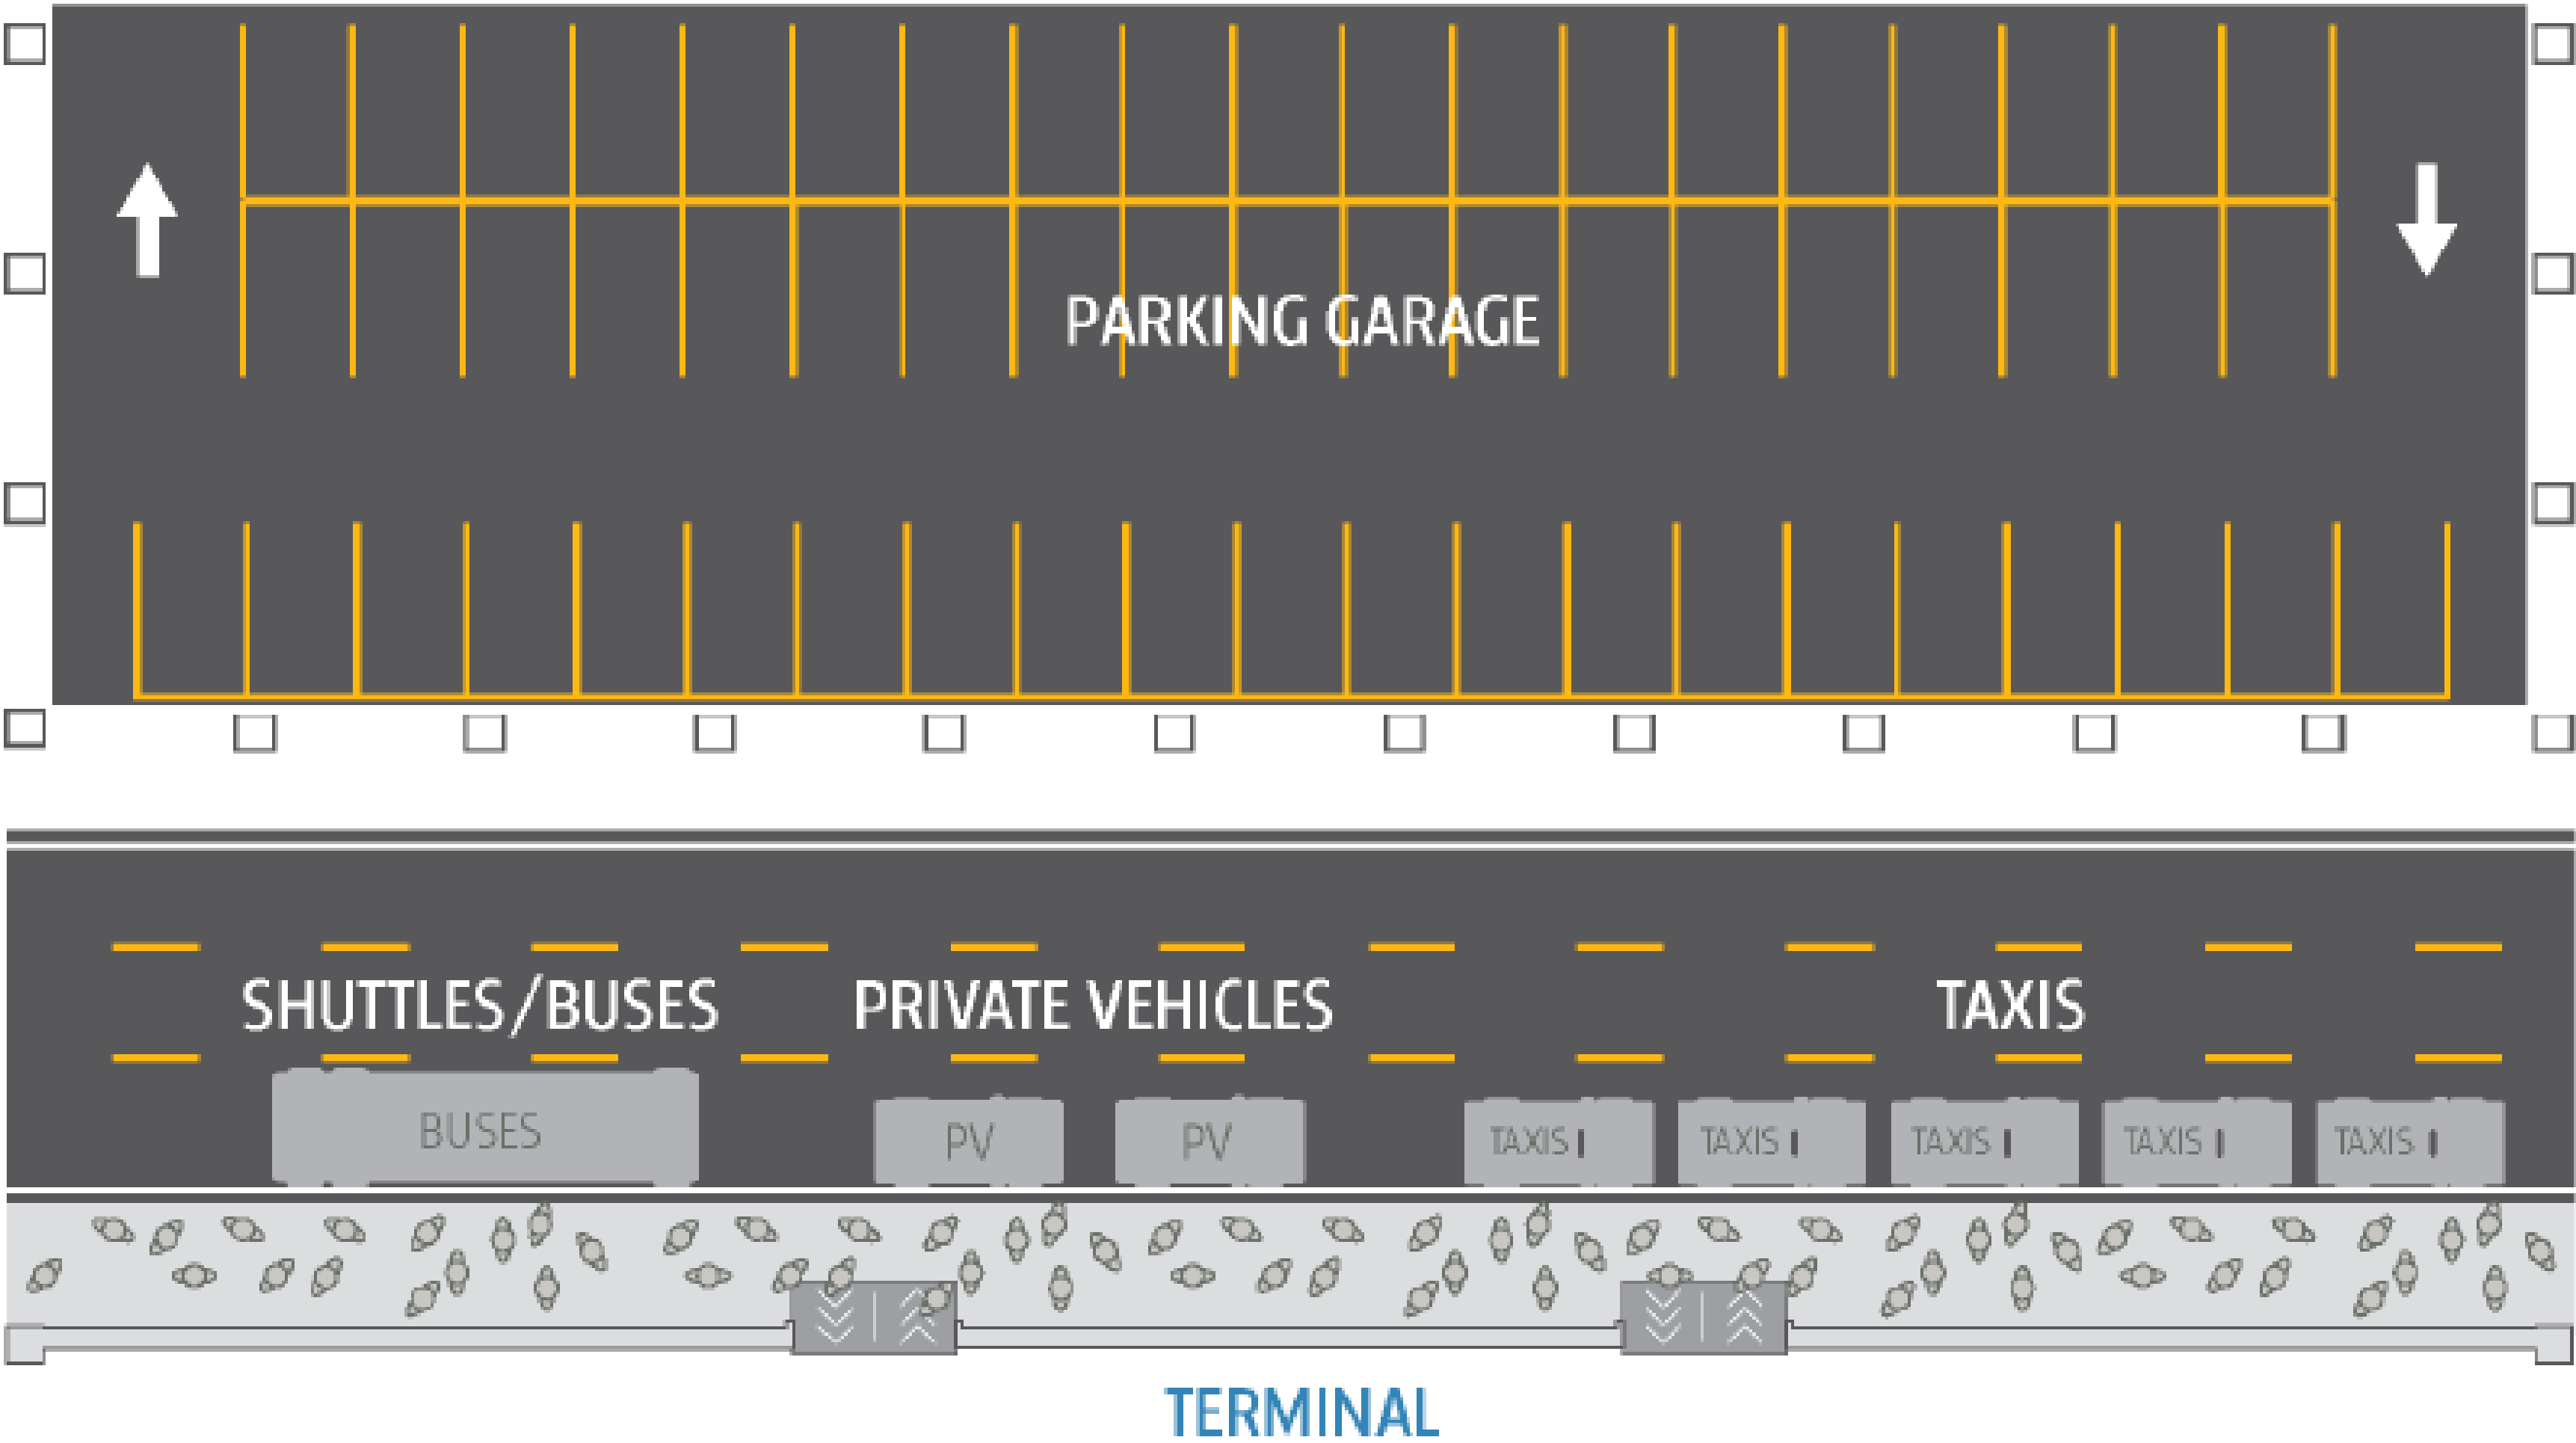 PARKING GARAGE
SHUTTLES/BUSES PRIVATE VEHICLES TAXIS
BUSES PV PV TAXIS TAXIS TAXIS TAXIS TAXIS
TERMINAL